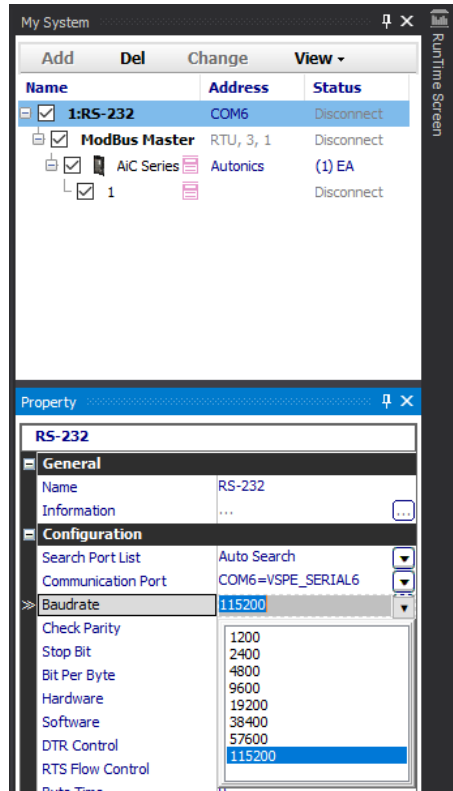 My System
Add Del Change View
Name Address Status
1:RS-232 COM6 Disconnect
ModBus Master RTU, 3, 1 Disconnect
AiC Series Autonics (1) EA
1 Disconnect
RunTime Screen
Property
RS-232
General
Name RS-232
Information ... ...
Configuration
Search Port List Auto Search
Communication Port COM6=VSPE_SERIAL6
Baudrate 115200
Check Parity
Stop Bit
Bit Per Byte
Hardware
Software
DTR Control
RTS Flow Control
1200
2400
4800
9600
19200
38400
57600
115200
Byte Time